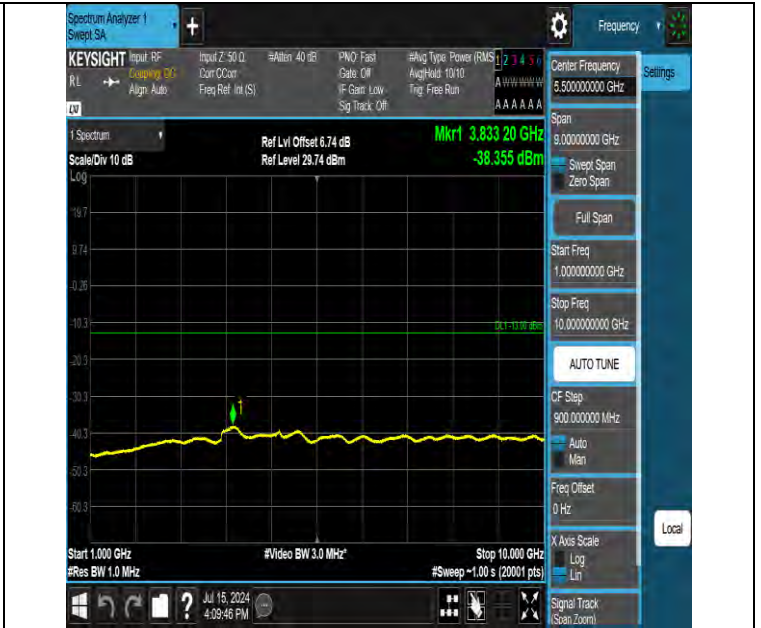 Spectrum Analyzer 1
Swept SA
Frequency
KEYSIGHT
RL
Input: RF
Coupling: DC
Align: Auto
Input Z: 50 Ω
Corr CCorr
Freq Ref: Int (S)
#Atten: 40 dB
PNO: Fast
Gate: Off
IF Gain: Low
Sig Track: Off
#Avg Type: Power (RMS
Avg|Hold: 10/10
Trig: Free Run
1 2 3 4 5 6
A W W W W W
A A A A A A
Center Frequency
5.500000000 GHz
Settings
1 Spectrum
Scale/Div 10 dB
Log
Ref Lvl Offset 6.74 dB
Ref Level 29.74 dBm
Mkr1 3.833 20 GHz
-38.355 dBm
19.7
9.74
-0.26
-10.3
-20.3
-30.3
-40.3
-50.3
-60.3
DL1 -13.00 dBm
1
Span
9.00000000 GHz
Swept Span
Zero Span
Full Span
Start Freq
1.000000000 GHz
Stop Freq
10.000000000 GHz
AUTO TUNE
CF Step
900.000000 MHz
Auto
Man
Freq Offset
0 Hz
X Axis Scale
Log
Lin
Local
Signal Track
(Span Zoom)
Start 1.000 GHz
#Res BW 1.0 MHz
#Video BW 3.0 MHz*
Stop 10.000 GHz
#Sweep ~1.00 s (20001 pts)
?
Jul 15, 2024
4:09:46 PM